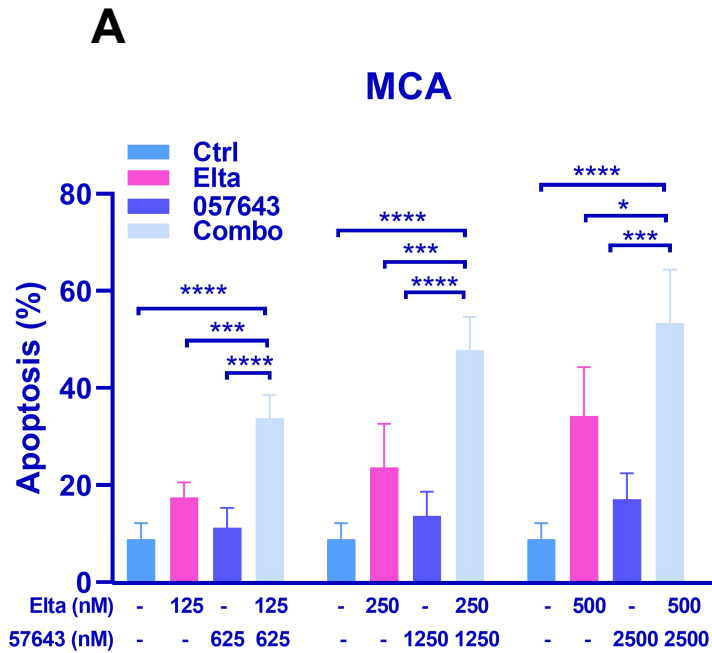 A
MCA
Ctrl
Elta
057643
Combo
Apoptosis (%)
80
60
40
20
0
**** *** ****
**** *** ****
**** * ***
Elta (nM) - 125 - 125 - 250 - 250 - 500 - 500
57643 (nM) - - 625 625 - - 1250 1250 - - 2500 2500